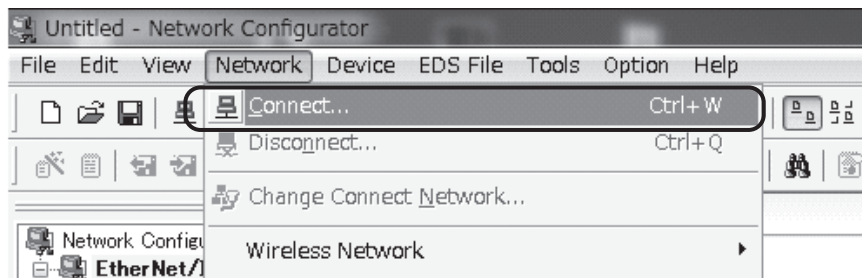 Untitled - Network Configurator
File Edit View Network Device EDS File Tools Option Help
Connect... Ctrl+W
Disconnect... Ctrl+Q
Change Connect Network...
Wireless Network
Network
EtherNet/